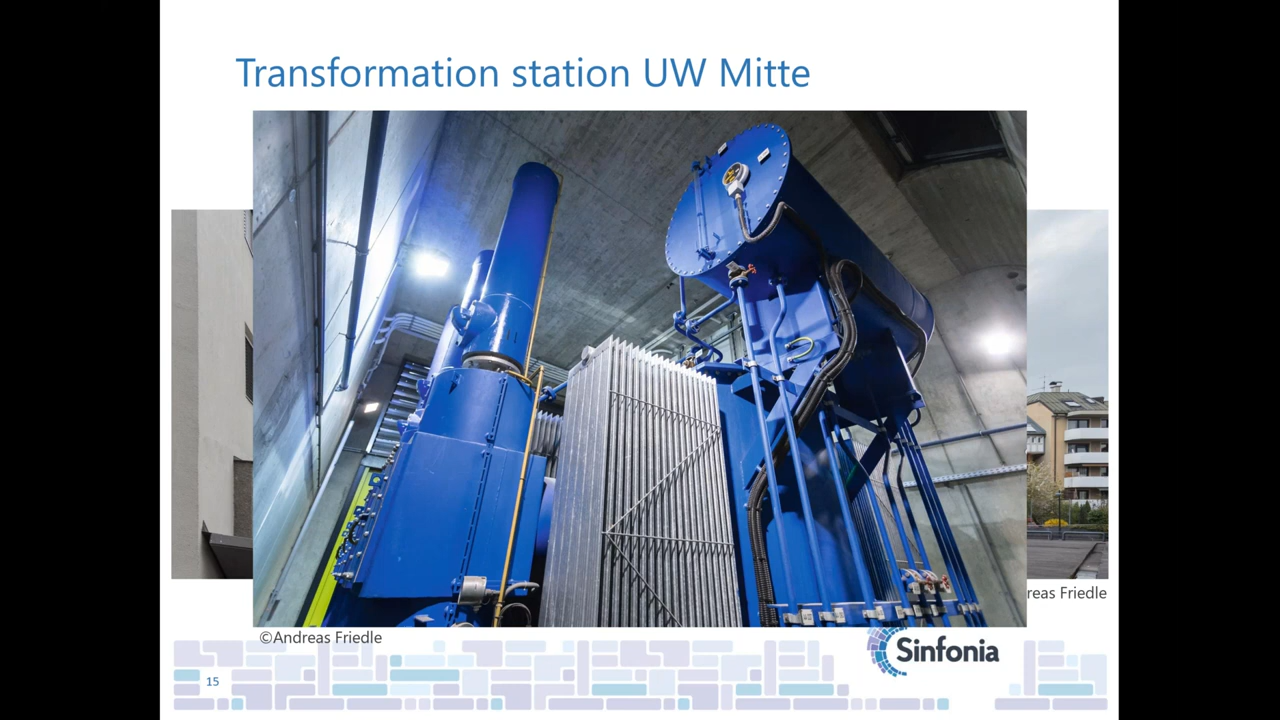 Transformation station UW Mitte
reas Friedle
©Andreas Friedle
Sinfonia
15